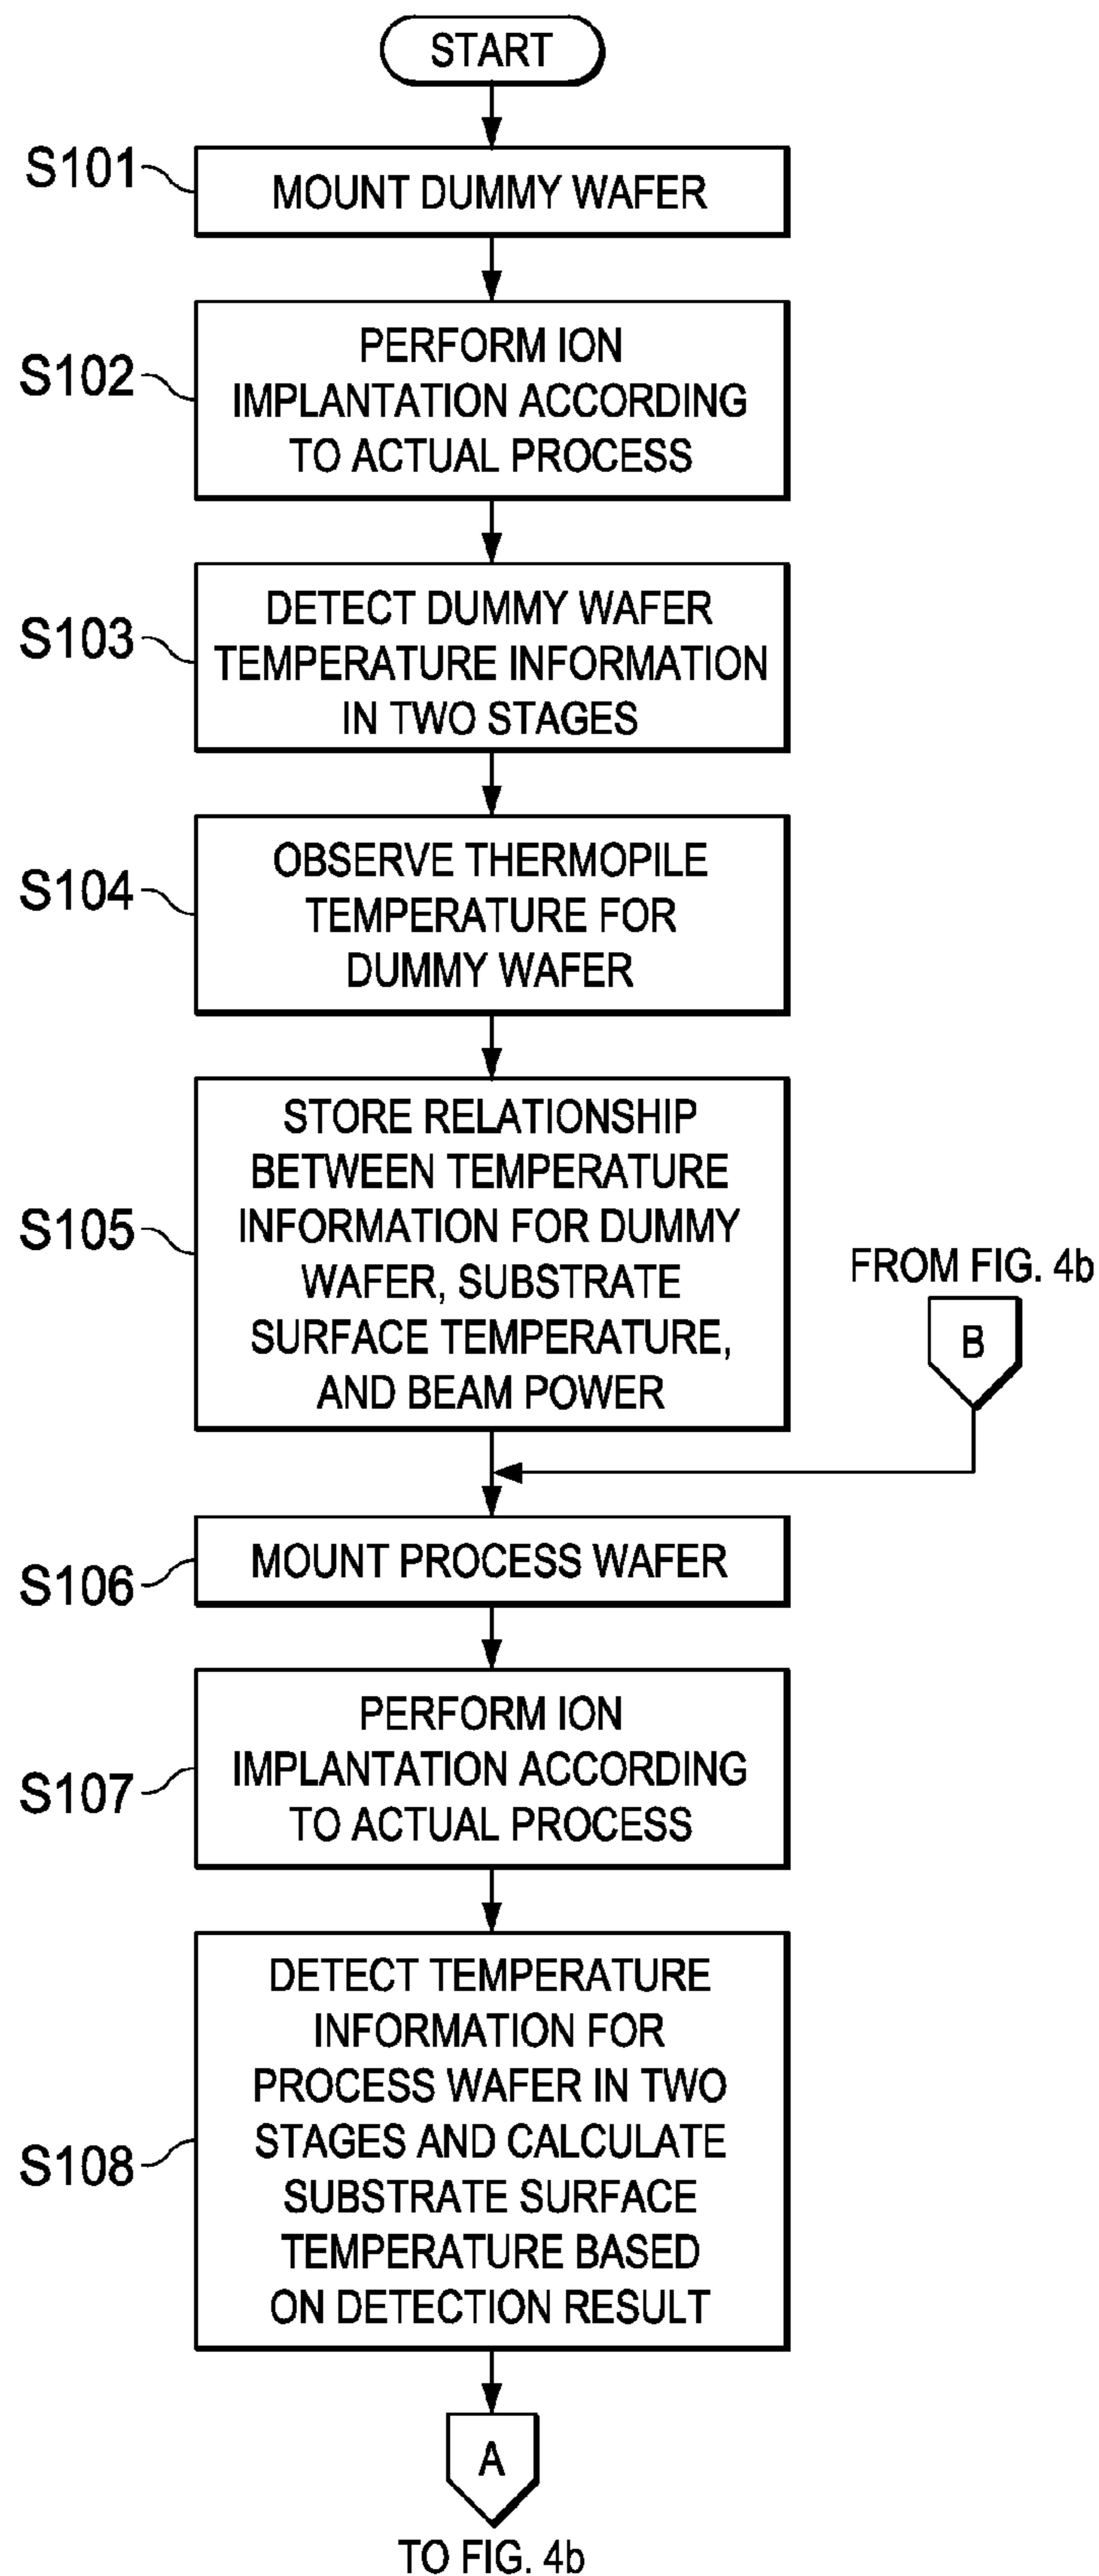 START
S101
MOUNT DUMMY WAFER
S102
PERFORM ION
IMPLANTATION ACCORDING
TO ACTUAL PROCESS
S103
DETECT DUMMY WAFER
TEMPERATURE INFORMATION
IN TWO STAGES
S104
OBSERVE THERMOPILE
TEMPERATURE FOR
DUMMY WAFER
S105
STORE RELATIONSHIP
BETWEEN TEMPERATURE
INFORMATION FOR DUMMY
WAFER, SUBSTRATE
SURFACE TEMPERATURE,
AND BEAM POWER
FROM FIG. 4b
B
S106
MOUNT PROCESS WAFER
S107
PERFORM ION
IMPLANTATION ACCORDING
TO ACTUAL PROCESS
S108
DETECT TEMPERATURE
INFORMATION FOR
PROCESS WAFER IN TWO
STAGES AND CALCULATE
SUBSTRATE SURFACE
TEMPERATURE BASED
ON DETECTION RESULT
A
TO FIG. 4b